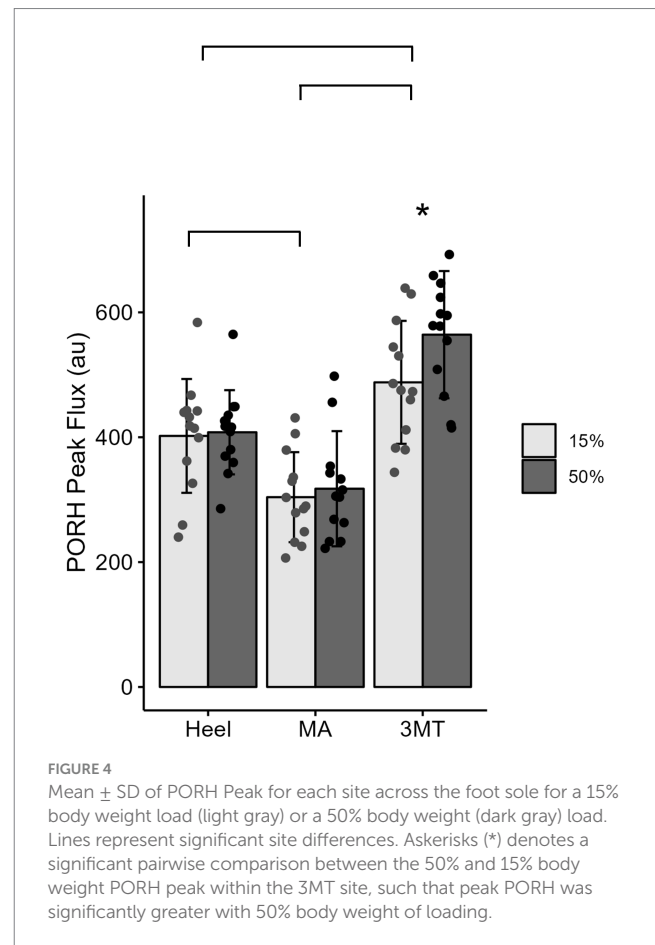 *
PORH Peak Flux (au)
600
400
200
0
Heel MA 3MT
15%
50%
FIGURE 4
Mean ± SD of PORH Peak for each site across the foot sole for a 15%
body weight load (light gray) or a 50% body weight (dark gray) load.
Lines represent significant site differences. Askerisks (*) denotes a
significant pairwise comparison between the 50% and 15% body
weight PORH peak within the 3MT site, such that peak PORH was
significantly greater with 50% body weight of loading.